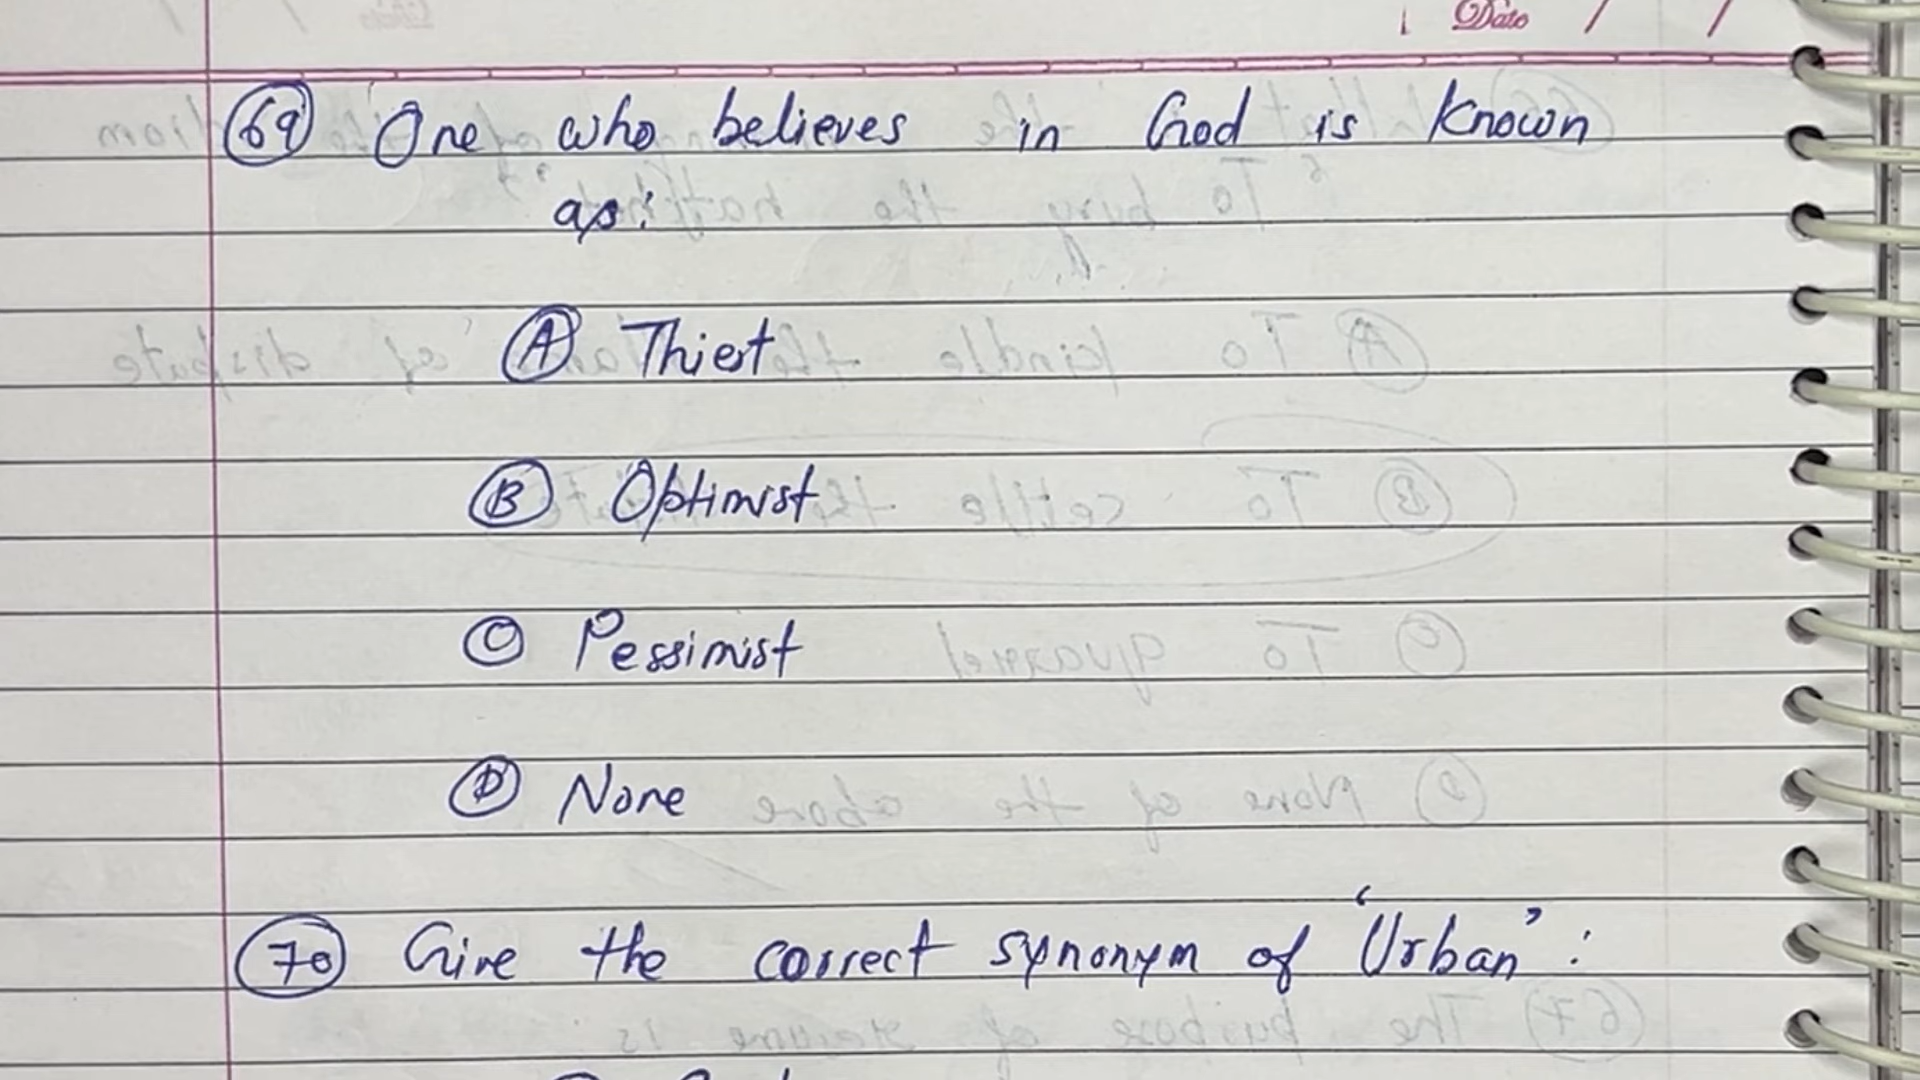 Date / /
69 One who believes in God is known
as:
A Thiest
B Optimist
C Pessimist
D None
70 Give the correct synonym of "Urban" :